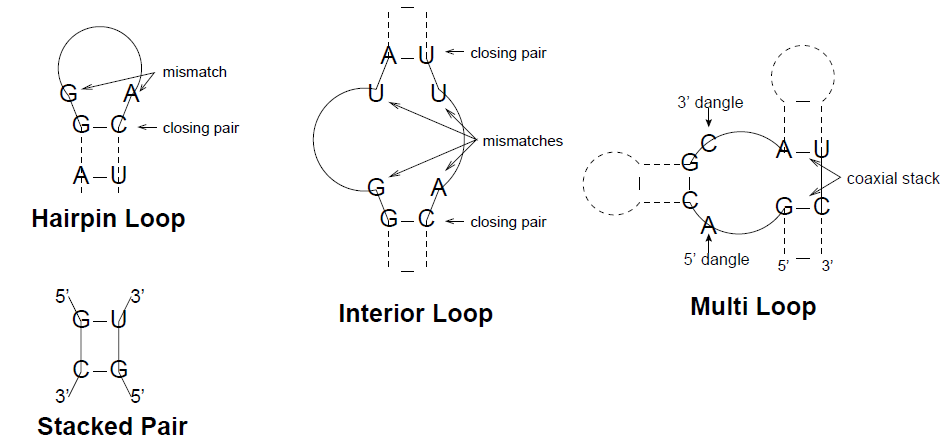 G A
mismatch
G – C
closing pair
A – U
Hairpin Loop
5' 3'
G – U
C – G
3' 5'
Stacked Pair
A – U
closing pair
U U
mismatches
G A
G – C
closing pair
Interior Loop
3' dangle
C
G
A – U
coaxial stack
C
G – C
A
5' dangle
5' 3'
Multi Loop